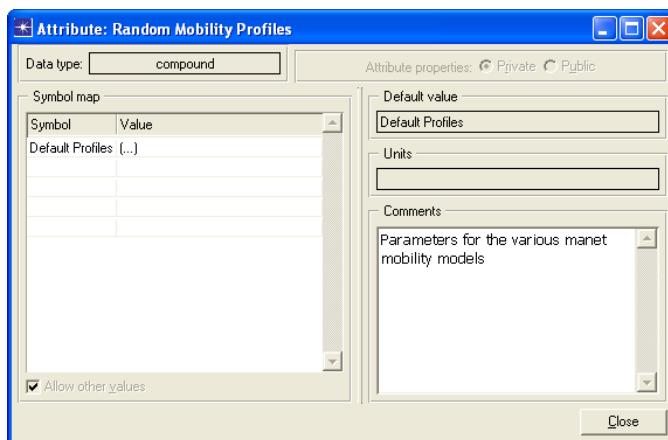 Attribute: Random Mobility Profiles
Data type: compound
Attribute properties: Private Public
Symbol map
Symbol Value
Default Profiles (...)
Allow other values
Default value
Default Profiles
Units
Comments
Parameters for the various manet
mobility models
Close